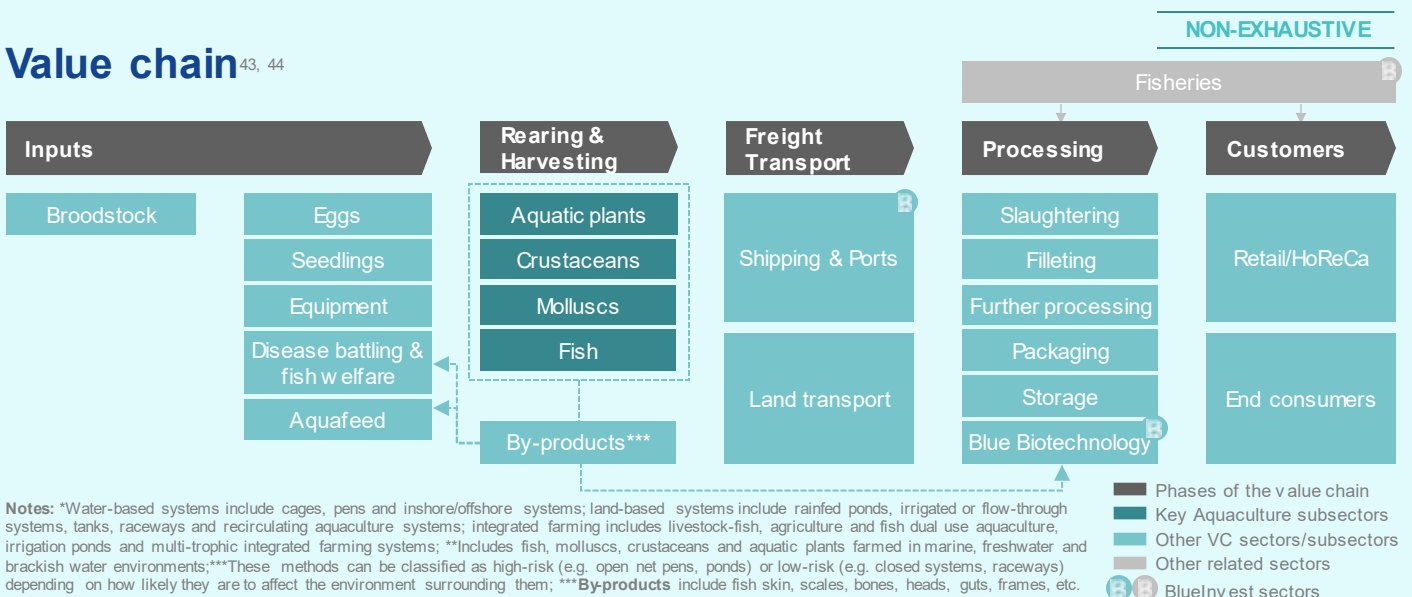 NON-EXHAUSTIVE
Value chain43, 44
Fisheries
B
Inputs
Rearing &
Harvesting
Freight
Transport
Processing
Customers
Broodstock
Eggs
Seedlings
Equipment
Disease battling &
fish welfare
Aquafeed
Aquatic plants
Crustaceans
Molluscs
Fish
By-products***
B
Shipping & Ports
Land transport
Slaughtering
Filleting
Further processing
Packaging
Storage
Blue Biotechnology
B
Retail/HoReCa
End consumers
Notes: *Water-based systems include cages, pens and inshore/offshore systems; land-based systems include rainfed ponds, irrigated or flow-through
systems, tanks, raceways and recirculating aquaculture systems; integrated farming includes livestock-fish, agriculture and fish dual use aquaculture,
irrigation ponds and multi-trophic integrated farming systems; **Includes fish, molluscs, crustaceans and aquatic plants farmed in marine, freshwater and
brackish water environments;***These methods can be classified as high-risk (e.g. open net pens, ponds) or low-risk (e.g. closed systems, raceways)
depending on how likely they are to affect the environment surrounding them; ***By-products include fish skin, scales, bones, heads, guts, frames, etc.
Phases of the value chain
Key Aquaculture subsectors
Other VC sectors/subsectors
Other related sectors
B B BlueInvest sectors